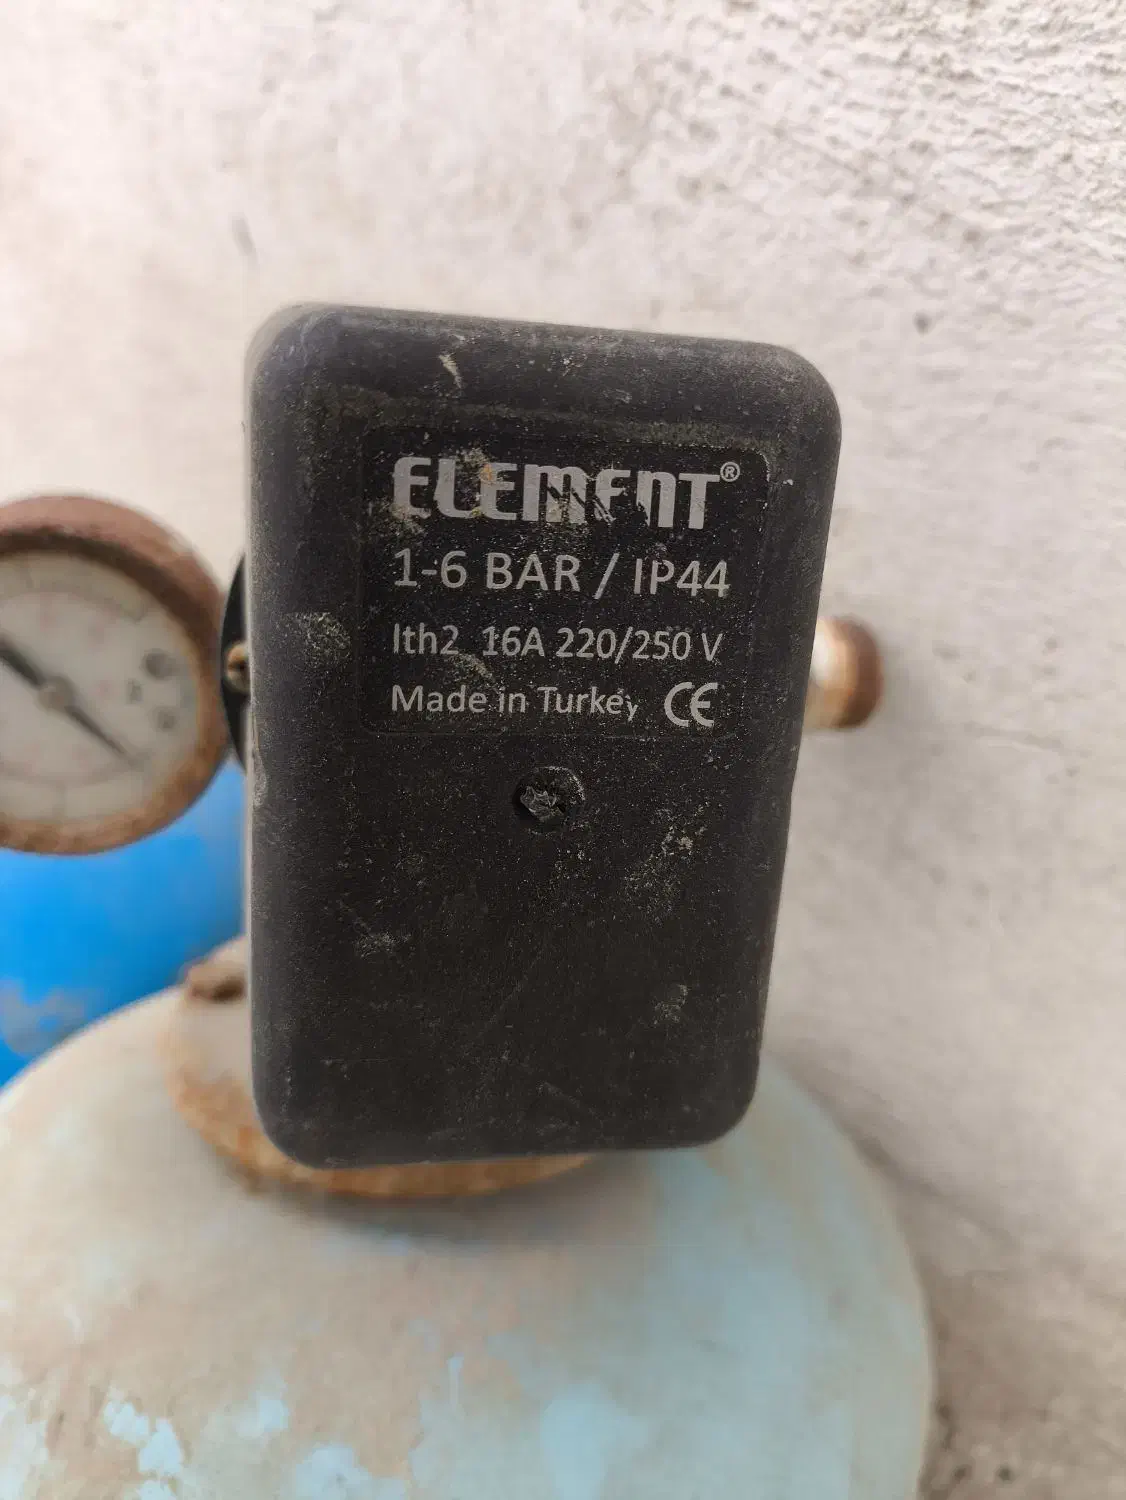 ELEMENT®
1-6 BAR / IP44
Ith2 16A 220/250 V
Made in Turkey CE